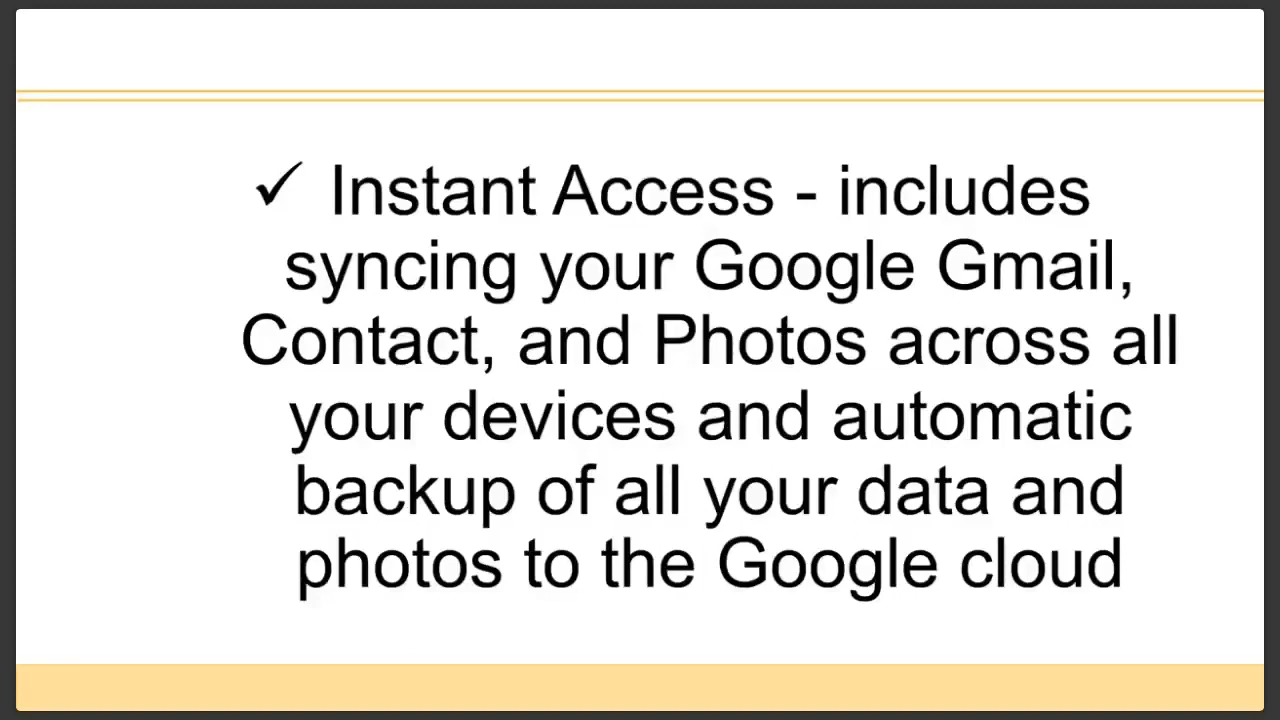 ✓ Instant Access - includes
syncing your Google Gmail,
Contact, and Photos across all
your devices and automatic
backup of all your data and
photos to the Google cloud